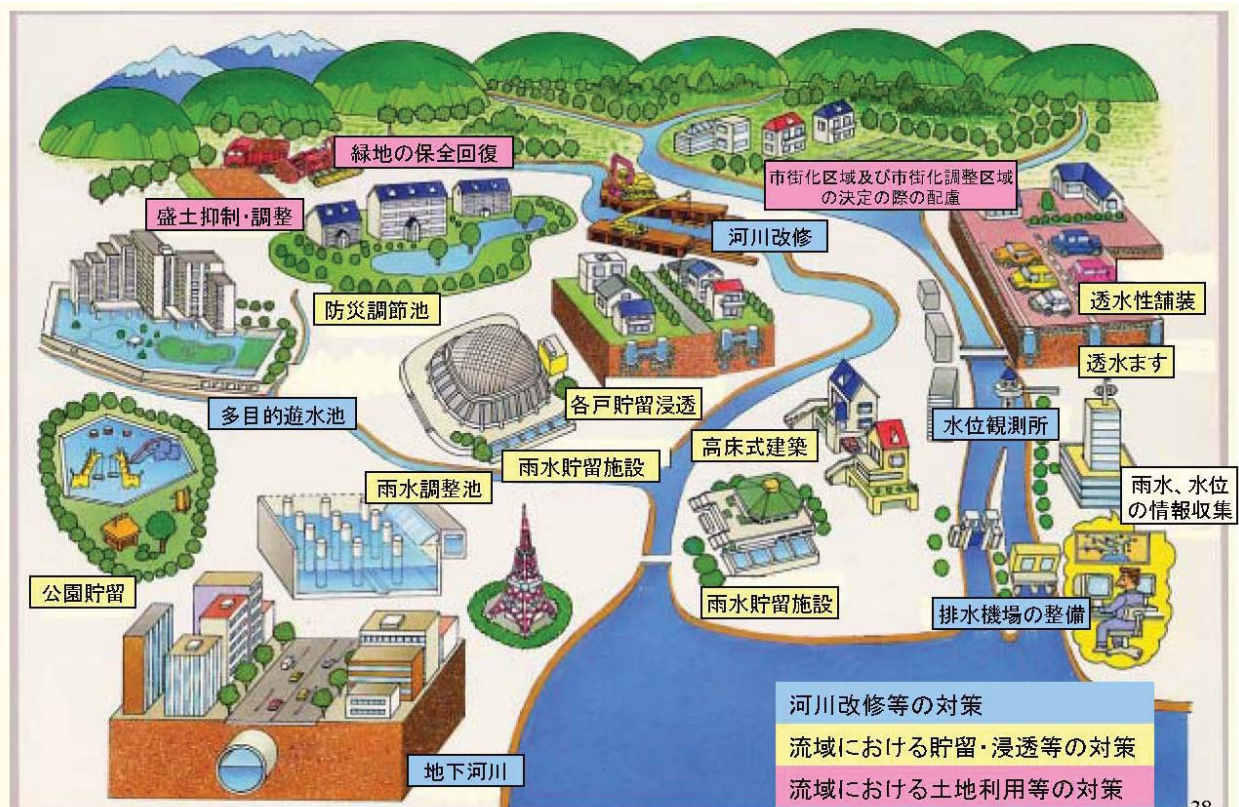 緑地の保全回復
市街化区域及び市街化調整区域
の決定の際の配慮
盛土抑制・調整
河川改修
防災調節池
透水性舗装
透水ます
多目的遊水池
各戸貯留浸透
水位観測所
高床式建築
雨水貯留施設
雨水調整池
雨水、水位
の情報収集
公園貯留
雨水貯留施設
排水機場の整備
地下河川
河川改修等の対策
流域における貯留・浸透等の対策
流域における土地利用等の対策
38